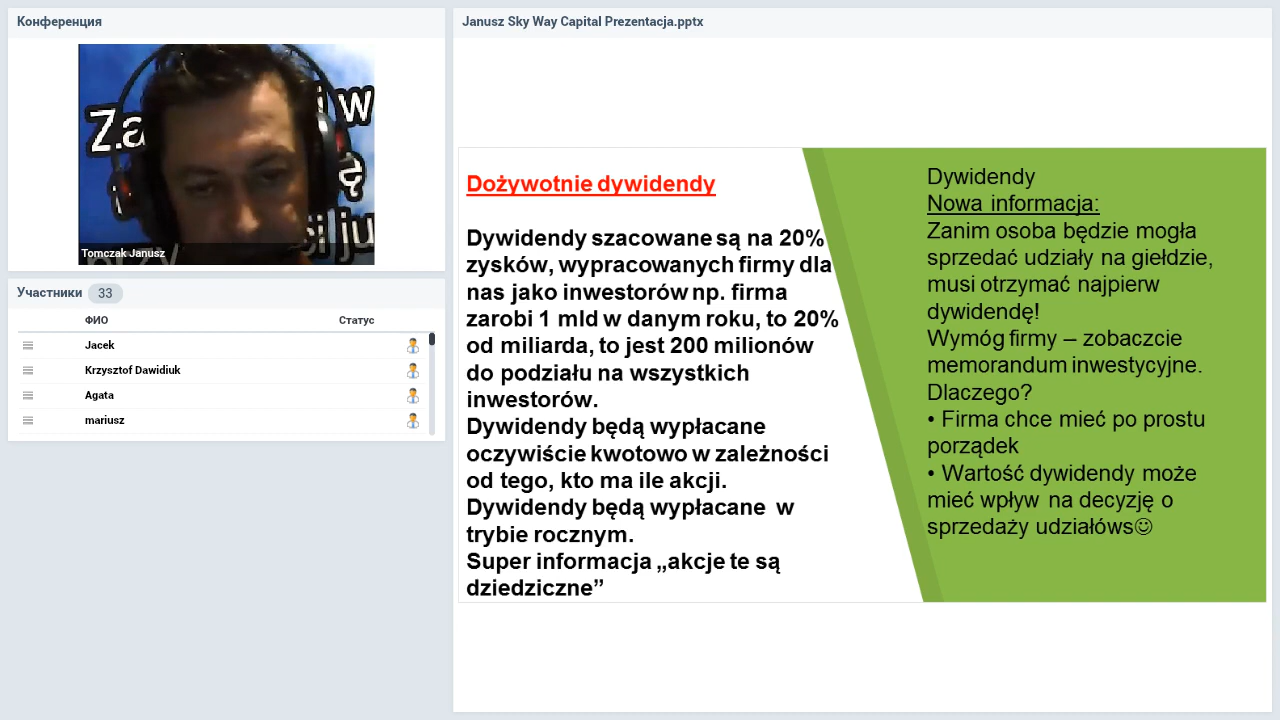 Конференция
Za
i w
ę
ci ju
przy
Tomczak Janusz
Участники 33
ФИО Статус
Jacek
Krzysztof Dawidiuk
Agata
mariusz
Janusz Sky Way Capital Prezentacja.pptx
Dożywotnie dywidendy
Dywidendy szacowane są na 20%
zysków, wypracowanych firmy dla
nas jako inwestorów np. firma
zarobi 1 mld w danym roku, to 20%
od miliarda, to jest 200 milionów
do podziału na wszystkich
inwestorów.
Dywidendy będą wypłacane
oczywiście kwotowo w zależności
od tego, kto ma ile akcji.
Dywidendy będą wypłacane w
trybie rocznym.
Super informacja „akcje te są
dziedziczne”
Dywidendy
Nowa informacja:
Zanim osoba będzie mogła
sprzedać udziały na giełdzie,
musi otrzymać najpierw
dywidendę!
Wymóg firmy – zobaczcie
memorandum inwestycyjne.
Dlaczego?
• Firma chce mieć po prostu
porządek
• Wartość dywidendy może
mieć wpływ na decyzję o
sprzedaży udziałóws☺